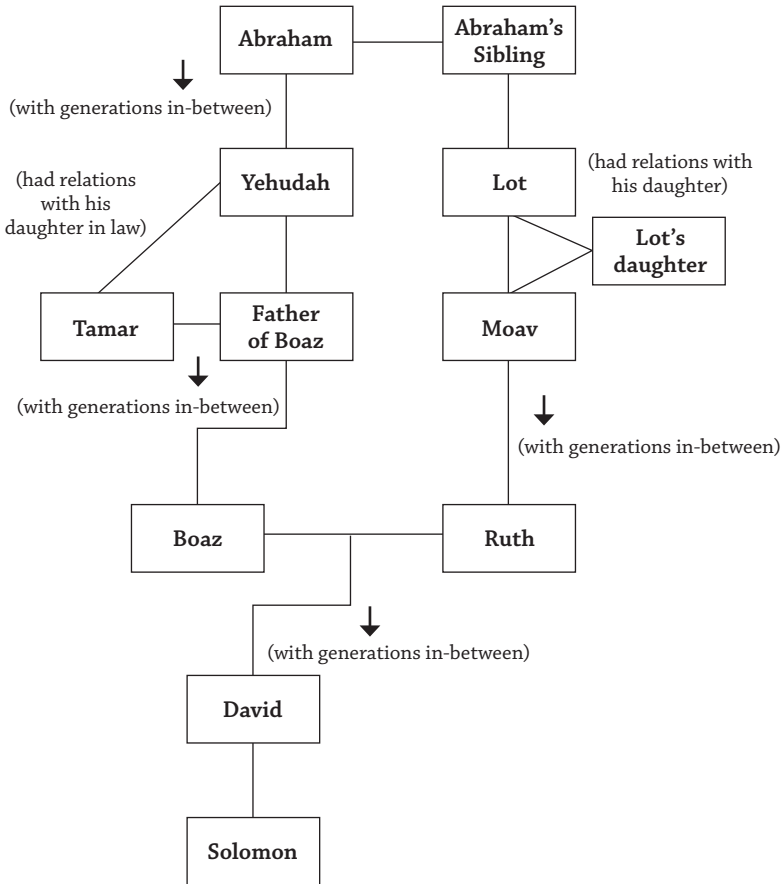 Abraham
Abraham’s
Sibling
(with generations in-between)
(had relations
with his
daughter in law)
Yehudah
Lot
(had relations with
his daughter)
Lot’s
daughter
Tamar
Father
of Boaz
Moav
(with generations in-between)
(with generations in-between)
Boaz
Ruth
(with generations in-between)
David
Solomon